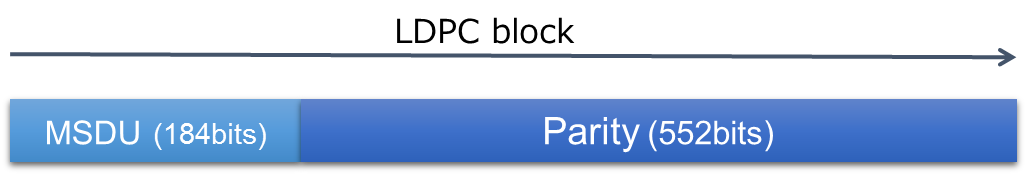 LDPC block
MSDU (184bits) Parity (552bits)